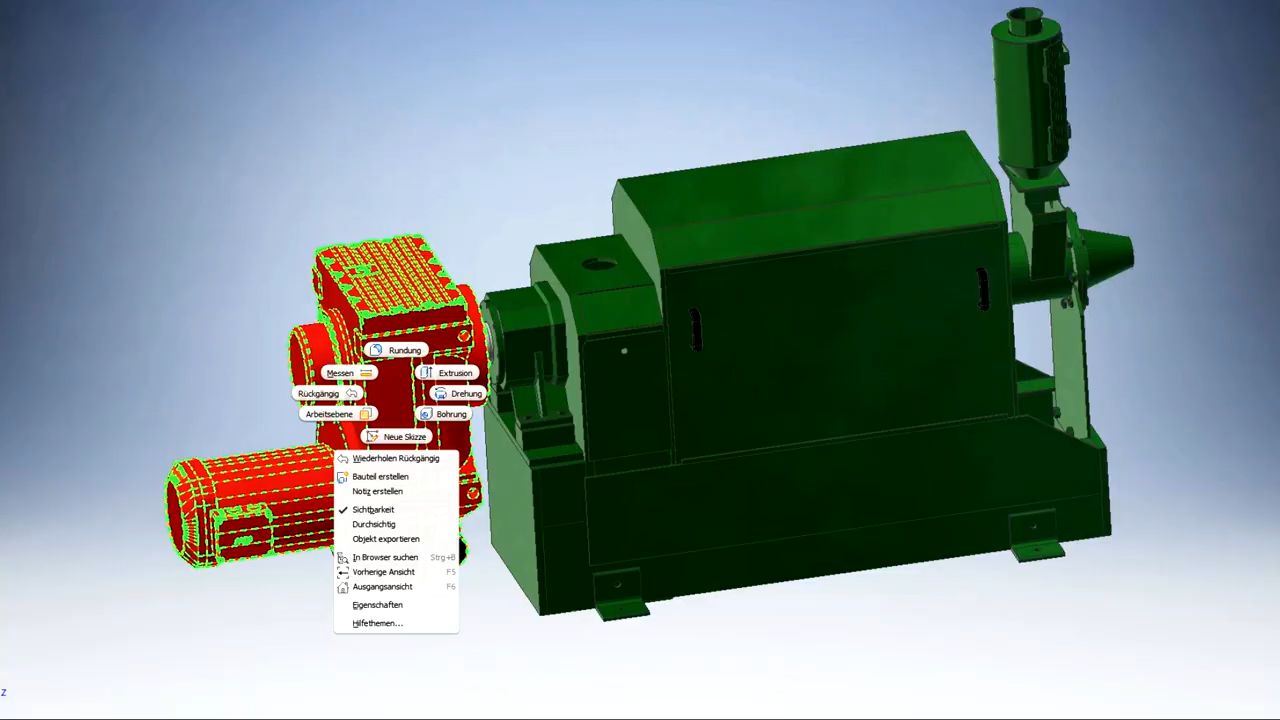 Rundung
Messen
Extrusion
Rückgängig
Drehung
Arbeitsebene
Bohrung
Neue Skizze
Wiederholen Rückgängig
Bauteil erstellen
Notiz erstellen
Sichtbarkeit
Durchsichtig
Objekt exportieren
In Browser suchen Strg+B
Vorherige Ansicht F5
Ausgangsansicht F6
Eigenschaften
Hilfethemen...
z